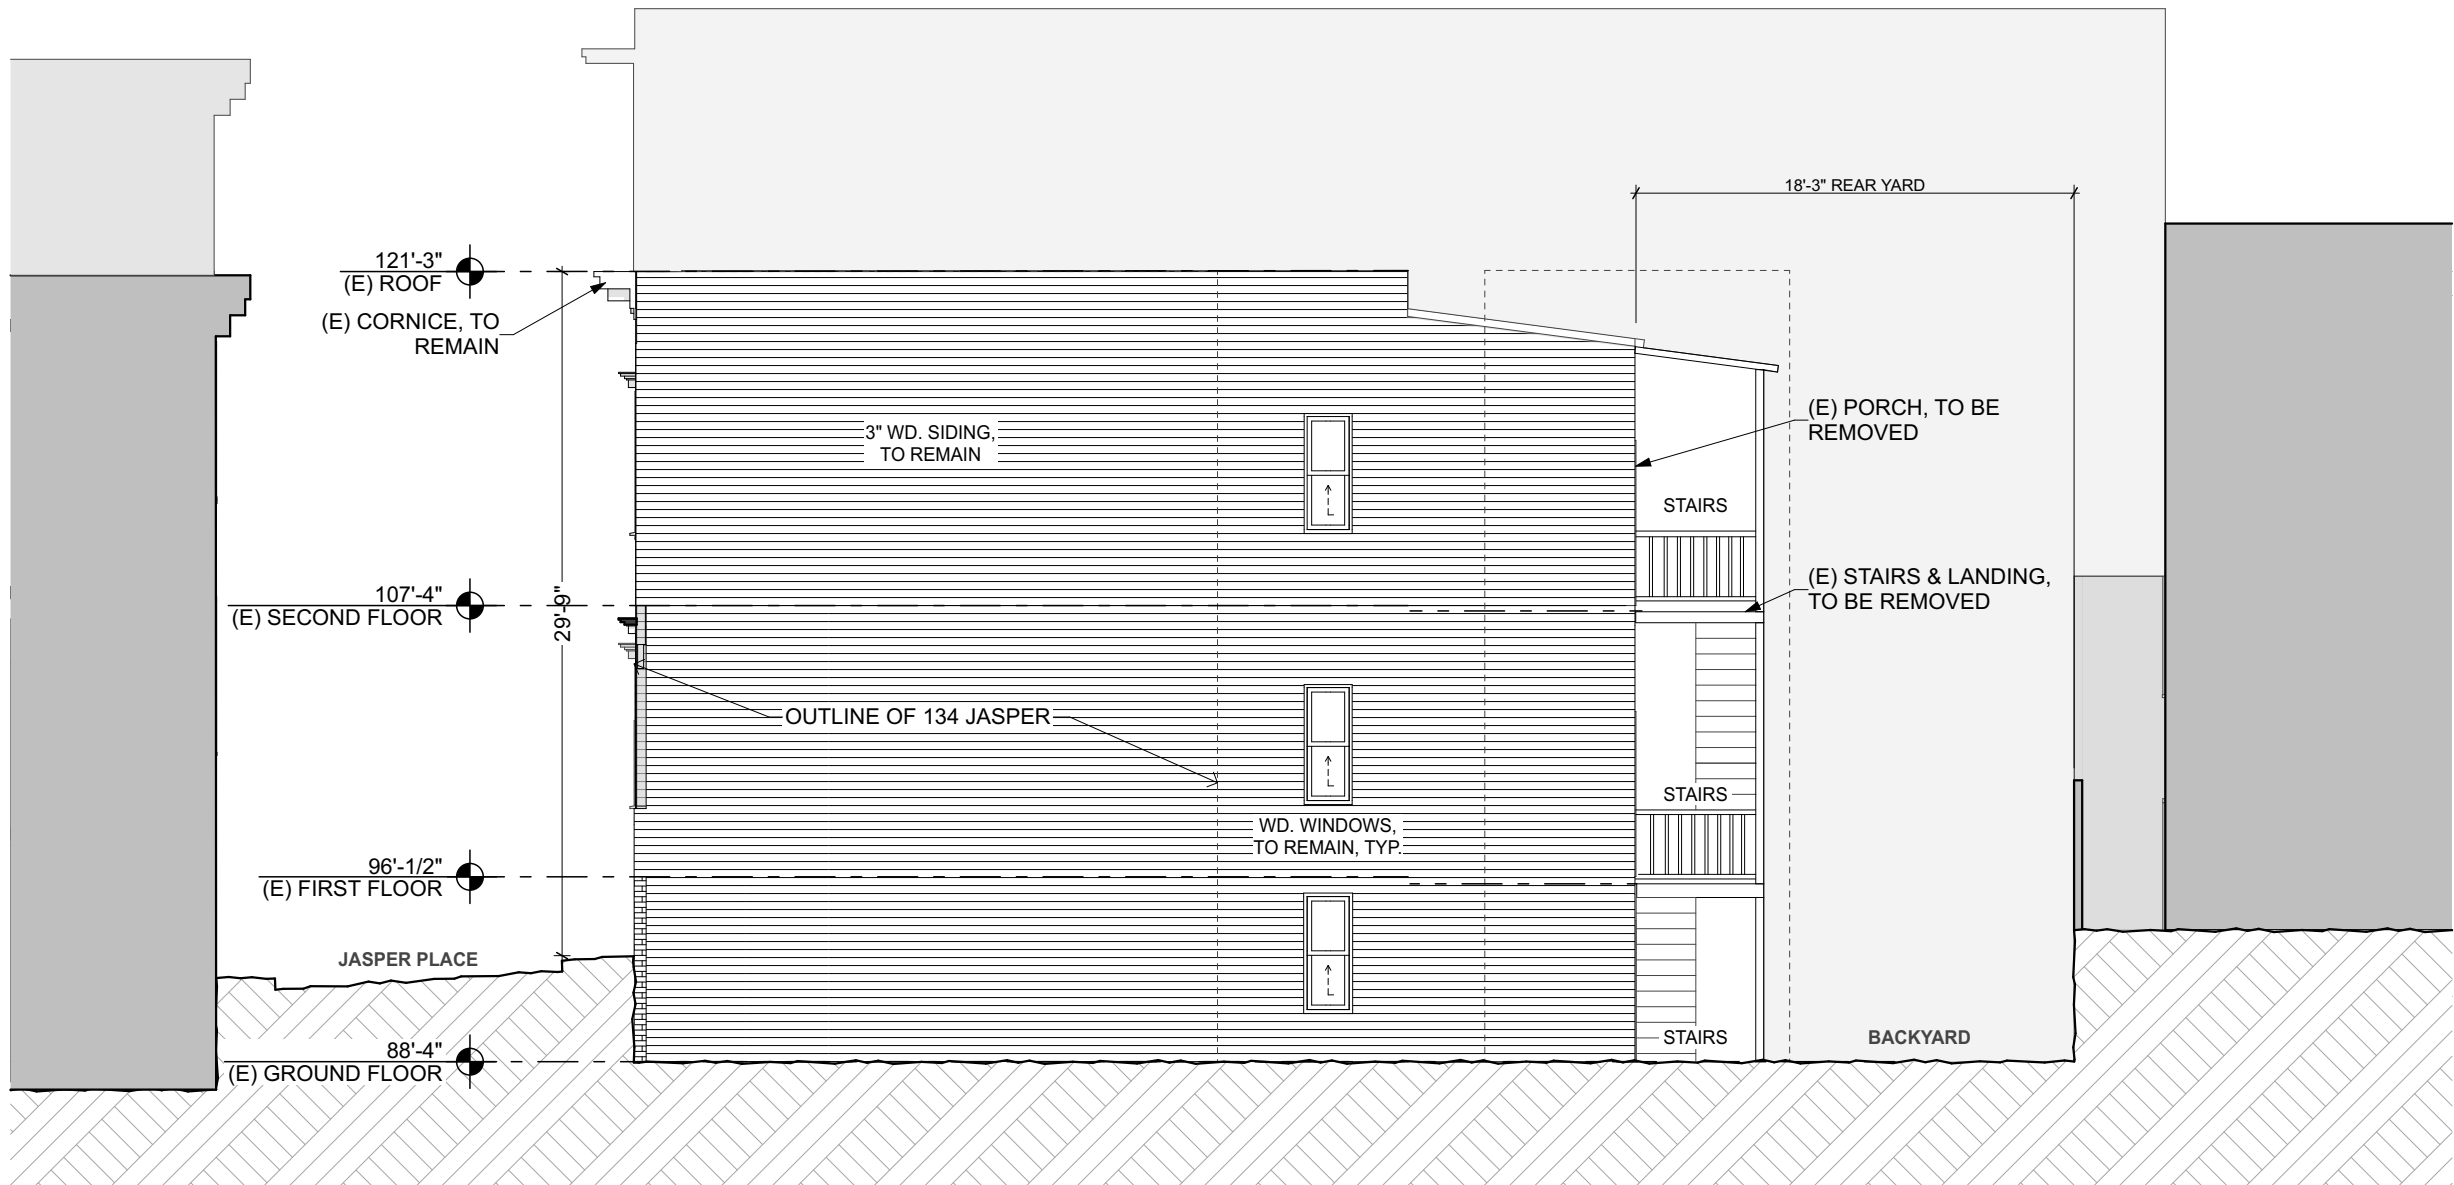 18'-3" REAR YARD
121'-3"
(E) ROOF
(E) CORNICE, TO
REMAIN
3" WD. SIDING,
TO REMAIN
(E) PORCH, TO BE
REMOVED
STAIRS
(E) STAIRS & LANDING,
TO BE REMOVED
107'-4"
(E) SECOND FLOOR
29'-9"
OUTLINE OF 134 JASPER
STAIRS
WD. WINDOWS,
TO REMAIN, TYP.
96'-1/2"
(E) FIRST FLOOR
JASPER PLACE
STAIRS
BACKYARD
88'-4"
(E) GROUND FLOOR